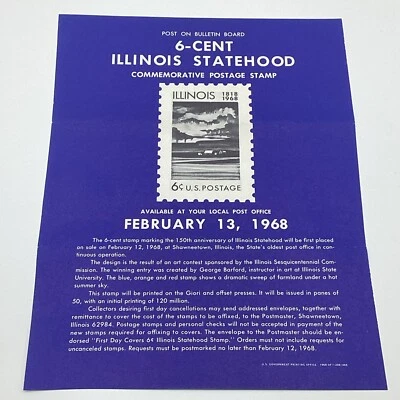 POST ON BULLETIN BOARD
6-CENT
ILLINOIS STATEHOOD
COMMEMORATIVE POSTAGE STAMP
ILLINOIS 1818
1968
6¢ U.S. POSTAGE
AVAILABLE AT YOUR LOCAL POST OFFICE
FEBRUARY 13, 1968
The 6-cent stamp marking the 150th anniversary of Illinois Statehood will be first placed
on sale on February 12, 1968, at Shawneetown, Illinois, the State's oldest post office in con-
tinuous operation.
The design is the result of an art contest sponsored by the Illinois Sesquicentennial Com-
mission. The winning entry was created by George Barford, instructor in art at Illinois State
University. The blue, orange and red stamp shows a dramatic sweep of farmland under a hot
summer sky.
This stamp will be printed on the Giori and offset presses. It will be issued in panes of
50, with an initial printing of 120 million.
Collectors desiring first day cancellations may send addressed envelopes, together with
remittance to cover the cost of the stamps to be affixed, to the Postmaster, Shawneetown,
Illinois 62984. Postage stamps and personal checks will not be accepted in payment of the
new stamps required for affixing to covers. The envelope to the Postmaster should be en-
dorsed "First Day Covers 6¢ Illinois Statehood Stamp." Orders must not include requests for
uncanceled stamps. Requests must be postmarked no later than February 12, 1968.
U.S. GOVERNMENT PRINTING OFFICE